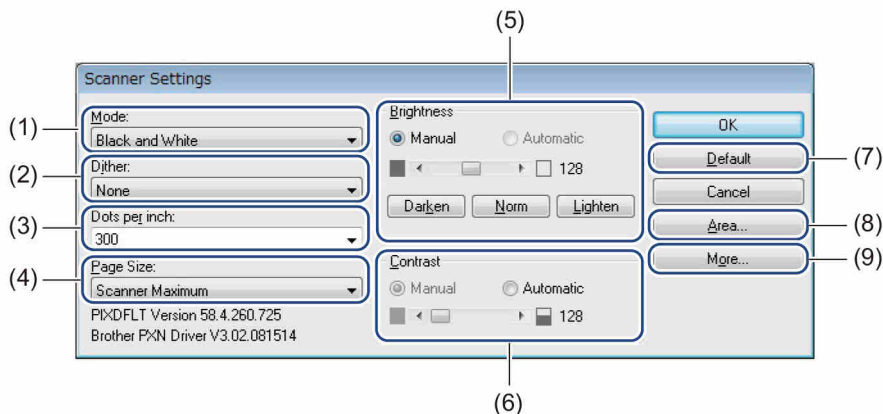 (5)
Scanner Settings
(1)
Mode:
Black and White
(2)
Dither:
None
(3)
Dots per inch:
300
(4)
Page Size:
Scanner Maximum
PIXDFLT Version 58.4.260.725
Brother PXN Driver V3.02.081514
Brightness
Manual Automatic
128
Darken Norm Lighten
Contrast
Manual Automatic
128
(6)
OK
Default
(7)
Cancel
Area...
(8)
More...
(9)